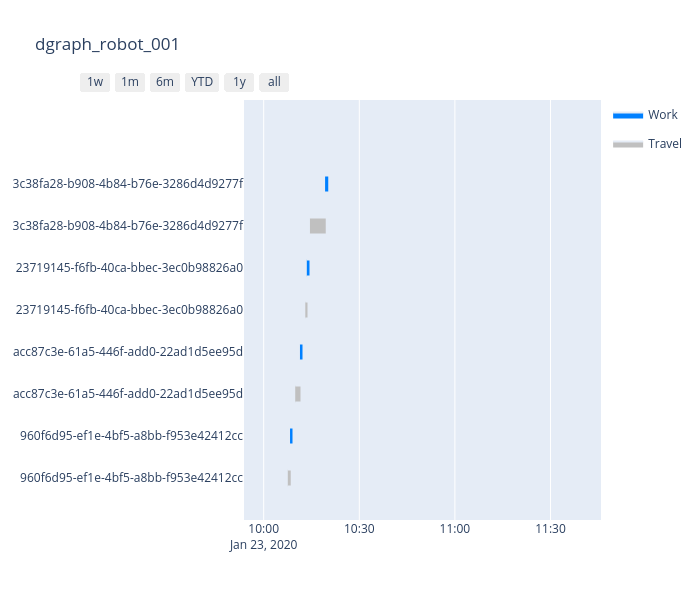 dgraph_robot_001
1w 1m 6m YTD 1y all
Work
Travel
3c38fa28-b908-4b84-b76e-3286d4d9277f
3c38fa28-b908-4b84-b76e-3286d4d9277f
23719145-f6fb-40ca-bbec-3ec0b98826a0
23719145-f6fb-40ca-bbec-3ec0b98826a0
acc87c3e-61a5-446f-add0-22ad1d5ee95d
acc87c3e-61a5-446f-add0-22ad1d5ee95d
960f6d95-ef1e-4bf5-a8bb-f953e42412cc
960f6d95-ef1e-4bf5-a8bb-f953e42412cc
10:00 10:30 11:00 11:30
Jan 23, 2020